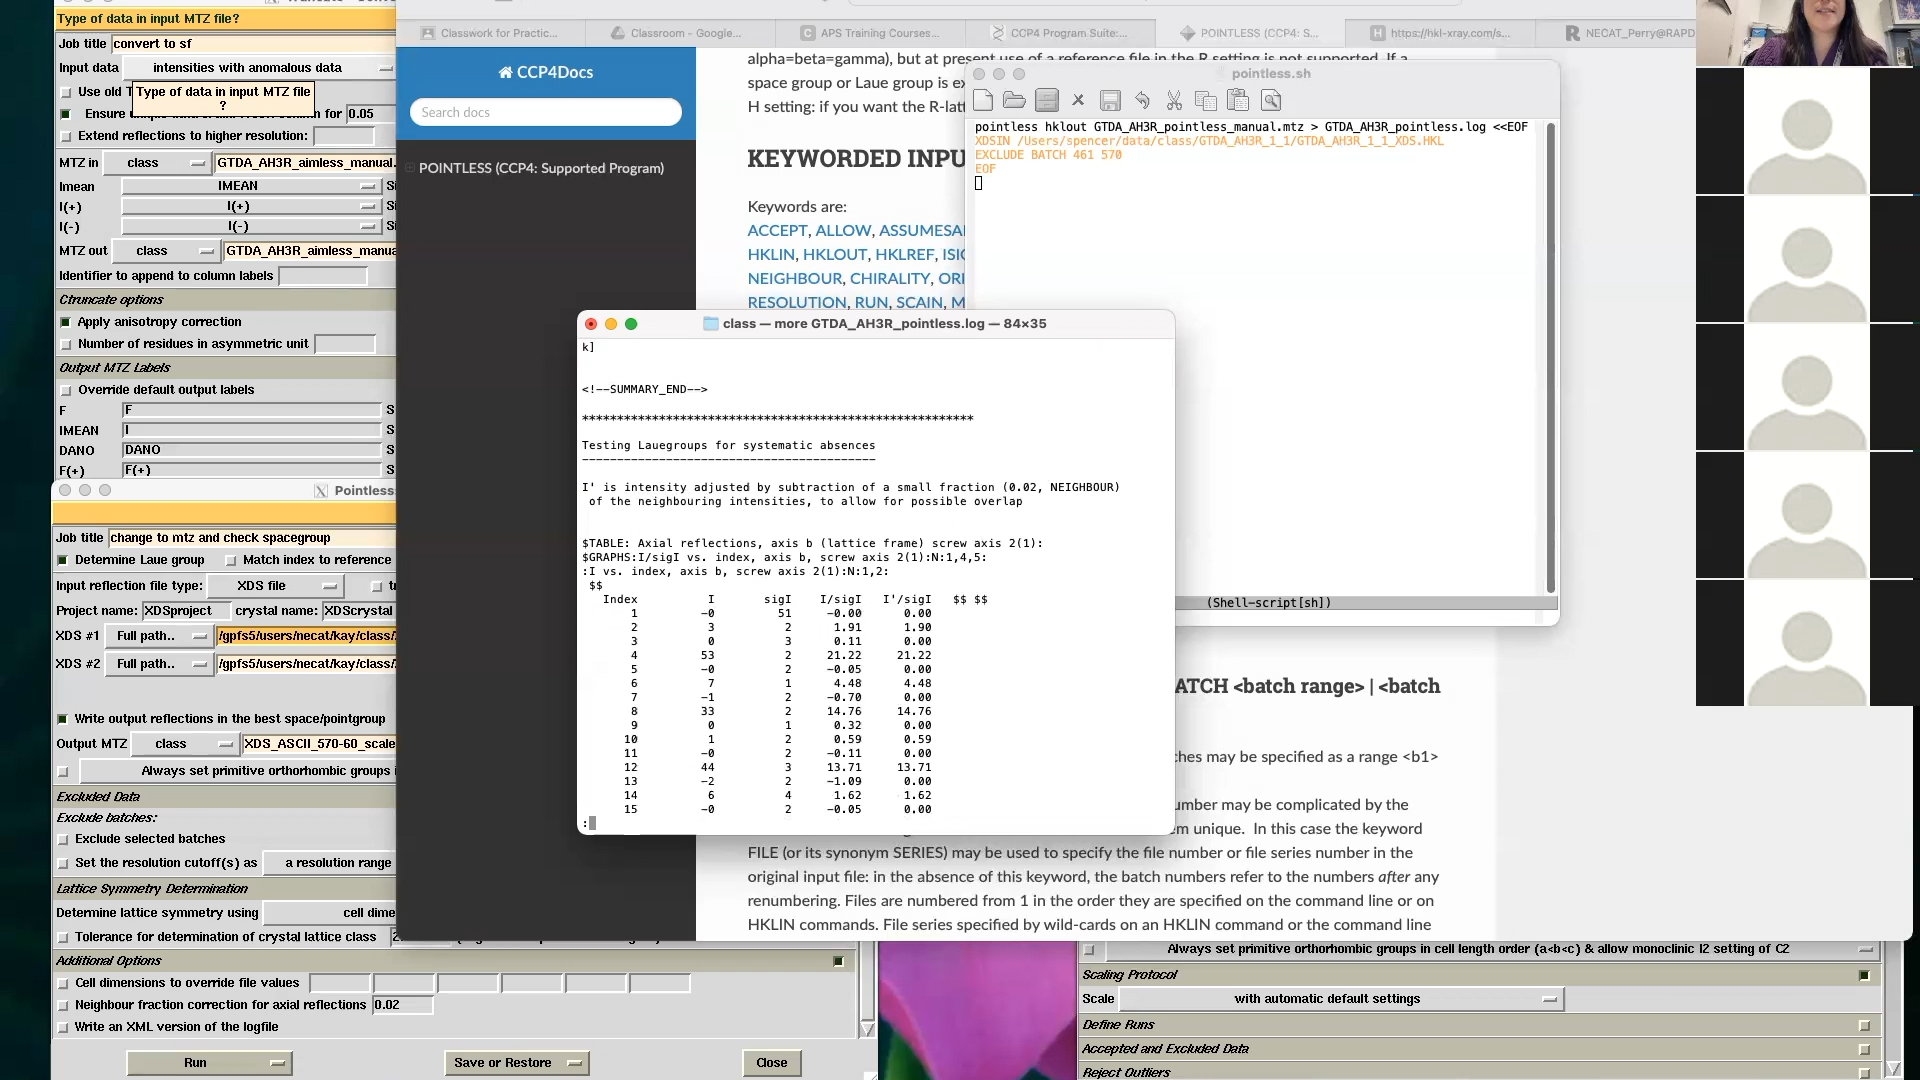 Type of data in input MTZ file?
Job title convert to sf
Input data intensities with anomalous data
Use old T
Type of data in input MTZ file
?
Ensure
for 0.05
Extend reflections to higher resolution:
MTZ in class GTDA_AH3R_aimless_manual.
Imean IMEAN Si
I(+) I(+) Si
I(-) I(-) Si
MTZ out class GTDA_AH3R_aimless_manua
Identifier to append to column labels
Ctruncate options
Apply anisotropy correction
Number of residues in asymmetric unit
Output MTZ Labels
Override default output labels
F F S
IMEAN I S
DANO DANO S
F(+) F(+) S
Pointless
Job title change to mtz and check spacegroup
Determine Laue group Match index to reference
Input reflection file type: XDS file
Project name: XDSproject crystal name: XDScrystal
XDS #1 Full path.. /gpfs5/users/necat/kay/class/
XDS #2 Full path.. /gpfs5/users/necat/kay/class/
Write output reflections in the best space/pointgroup
Output MTZ class XDS_ASCII_570-60_scale
Always set primitive orthorhombic groups i
Excluded Data
Exclude batches:
Exclude selected batches
Set the resolution cutoff(s) as a resolution range
Lattice Symmetry Determination
Determine lattice symmetry using cell dime
Tolerance for determination of crystal lattice class
Additional Options
Cell dimensions to override file values
Neighbour fraction correction for axial reflections 0.02
Write an XML version of the logfile
Run Save or Restore Close
Classwork for Practic... Classroom - Google... APS Training Courses... CCP4 Program Suite:... POINTLESS (CCP4: S... https://hkl-xray.com/s... NECAT_Perry@RAPD
CCP4Docs
Search docs
POINTLESS (CCP4: Supported Program)
alpha=beta=gamma), but at present use of a reference file in the R setting is not supported. If a
space group or Laue group is ex
H setting: if you want the R-latt
KEYWORDED INPU
Keywords are:
ACCEPT, ALLOW, ASSUMESA
HKLIN, HKLOUT, HKLREF, ISIG
NEIGHBOUR, CHIRALITY, ORI
RESOLUTION, RUN, SCAIN, M
pointless.sh
pointless hklout GTDA_AH3R_pointless_manual.mtz > GTDA_AH3R_pointless.log <<EOF
XDSIN /Users/spencer/data/class/GTDA_AH3R_1_1/GTDA_AH3R_1_1_XDS.HKL
EXCLUDE BATCH 461 570
EOF
(Shell-script[sh])
class — more GTDA_AH3R_pointless.log — 84×35
k]
<!--SUMMARY_END-->
********************************************************
Testing Lauegroups for systematic absences
------------------------------------------
I' is intensity adjusted by subtraction of a small fraction (0.02, NEIGHBOUR)
of the neighbouring intensities, to allow for possible overlap
$TABLE: Axial reflections, axis b (lattice frame) screw axis 2(1):
$GRAPHS:I/sigI vs. index, axis b, screw axis 2(1):N:1,4,5:
:I vs. index, axis b, screw axis 2(1):N:1,2:
$$
Index I sigI I/sigI I'/sigI $$ $$
1 -0 51 -0.00 0.00
2 3 2 1.91 1.90
3 0 3 0.11 0.00
4 53 2 21.22 21.22
5 -0 2 -0.05 0.00
6 7 1 4.48 4.48
7 -1 2 -0.70 0.00
8 33 2 14.76 14.76
9 0 1 0.32 0.00
10 1 2 0.59 0.59
11 -0 2 -0.11 0.00
12 44 3 13.71 13.71
13 -2 2 -1.09 0.00
14 6 4 1.62 1.62
15 -0 2 -0.05 0.00
:
ATCH <batch range> | <batch
ches may be specified as a range <b1>
umber may be complicated by the
em unique. In this case the keyword
FILE (or its synonym SERIES) may be used to specify the file number or file series number in the
original input file: in the absence of this keyword, the batch numbers refer to the numbers after any
renumbering. Files are numbered from 1 in the order they are specified on the command line or on
HKLIN commands. File series specified by wild-cards on an HKLIN command or the command line
Always set primitive orthorhombic groups in cell length order (a<b<c) & allow monoclinic I2 setting of C2
Scaling Protocol
Scale with automatic default settings
Define Runs
Accepted and Excluded Data
Reject Outliers